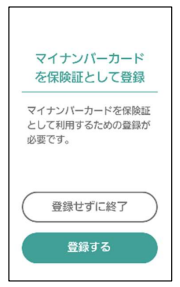 マイナンバーカード
を保険証として登録
マイナンバーカードを保険証
として利用するための登録が
必要です。
登録せずに終了
登録する